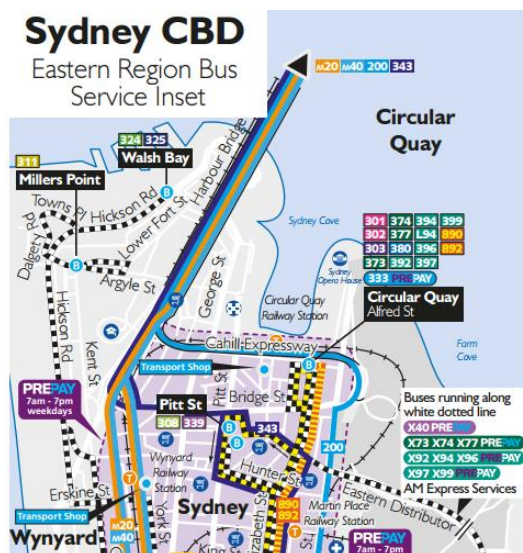 Sydney CBD
Eastern Region Bus
Service Inset
M20 M40 200 343
Circular
Quay
324 325
Walsh Bay
311
Millers Point
Harbour Bridge
Towns Pl
Hickson Rd
Lower Fort St
Dalgety Rd
Argyle St
Hickson Rd
Kent St
George St
Sydney Cove
Sydney
Opera House
301 374 394 399
302 377 L94 890
303 380 396 892
373 392 397
333 PREPAY
Circular Quay
Alfred St
Circular Quay
Railway Station
Cahill Expressway
Farm
Cove
Transport Shop
Pitt St
Bridge St
PREPAY
7am - 7pm
weekdays
Pitt St
308 339
343
200
Buses running along
white dotted line
X40 PREPAY
X73 X74 X77 PREPAY
X92 X94 X96 PREPAY
X97 X99 PREPAY
AM Express Services
Wynyard
Railway
Station
Hunter St
Eastern Distributor
Erskine St
Transport Shop
Wynyard
M20
M40
York St
Sydney
Elizabeth St
890
892
Martin Place
Railway Station
PREPAY
7am - 7pm